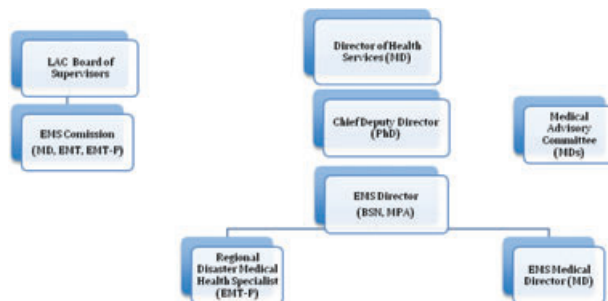 LAC Board of
Supervisors
EMS Comission
(MD, EMT, EMT-P)
Director of Health
Services (MD)
Chief Deputy Director
(PhD)
EMS Director
(BSN, MPA)
Regional
Disaster Medical
Health Specialist
(EMT-P)
EMS Medical
Director (MD)
Medical
Advisory
Committee
(MDs)